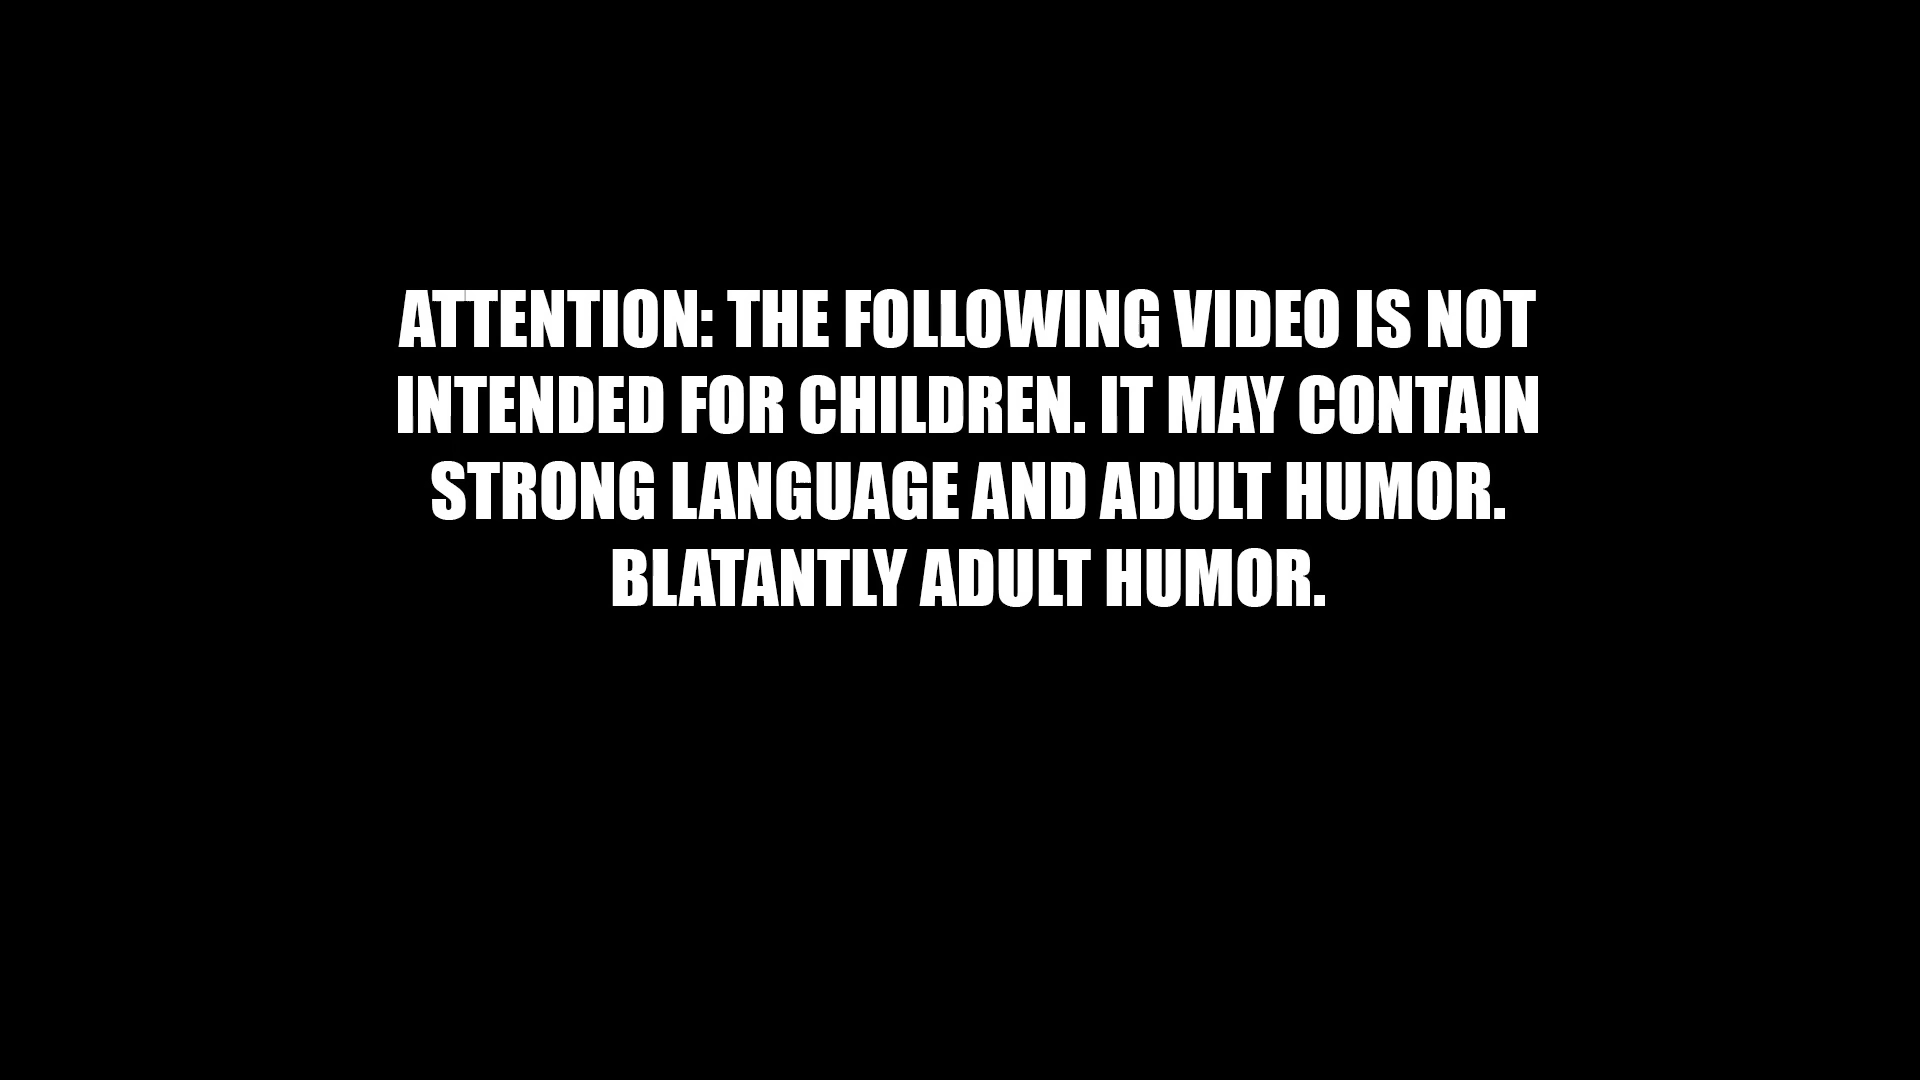 ATTENTION: THE FOLLOWING VIDEO IS NOT
INTENDED FOR CHILDREN. IT MAY CONTAIN
STRONG LANGUAGE AND ADULT HUMOR.
BLATANTLY ADULT HUMOR.